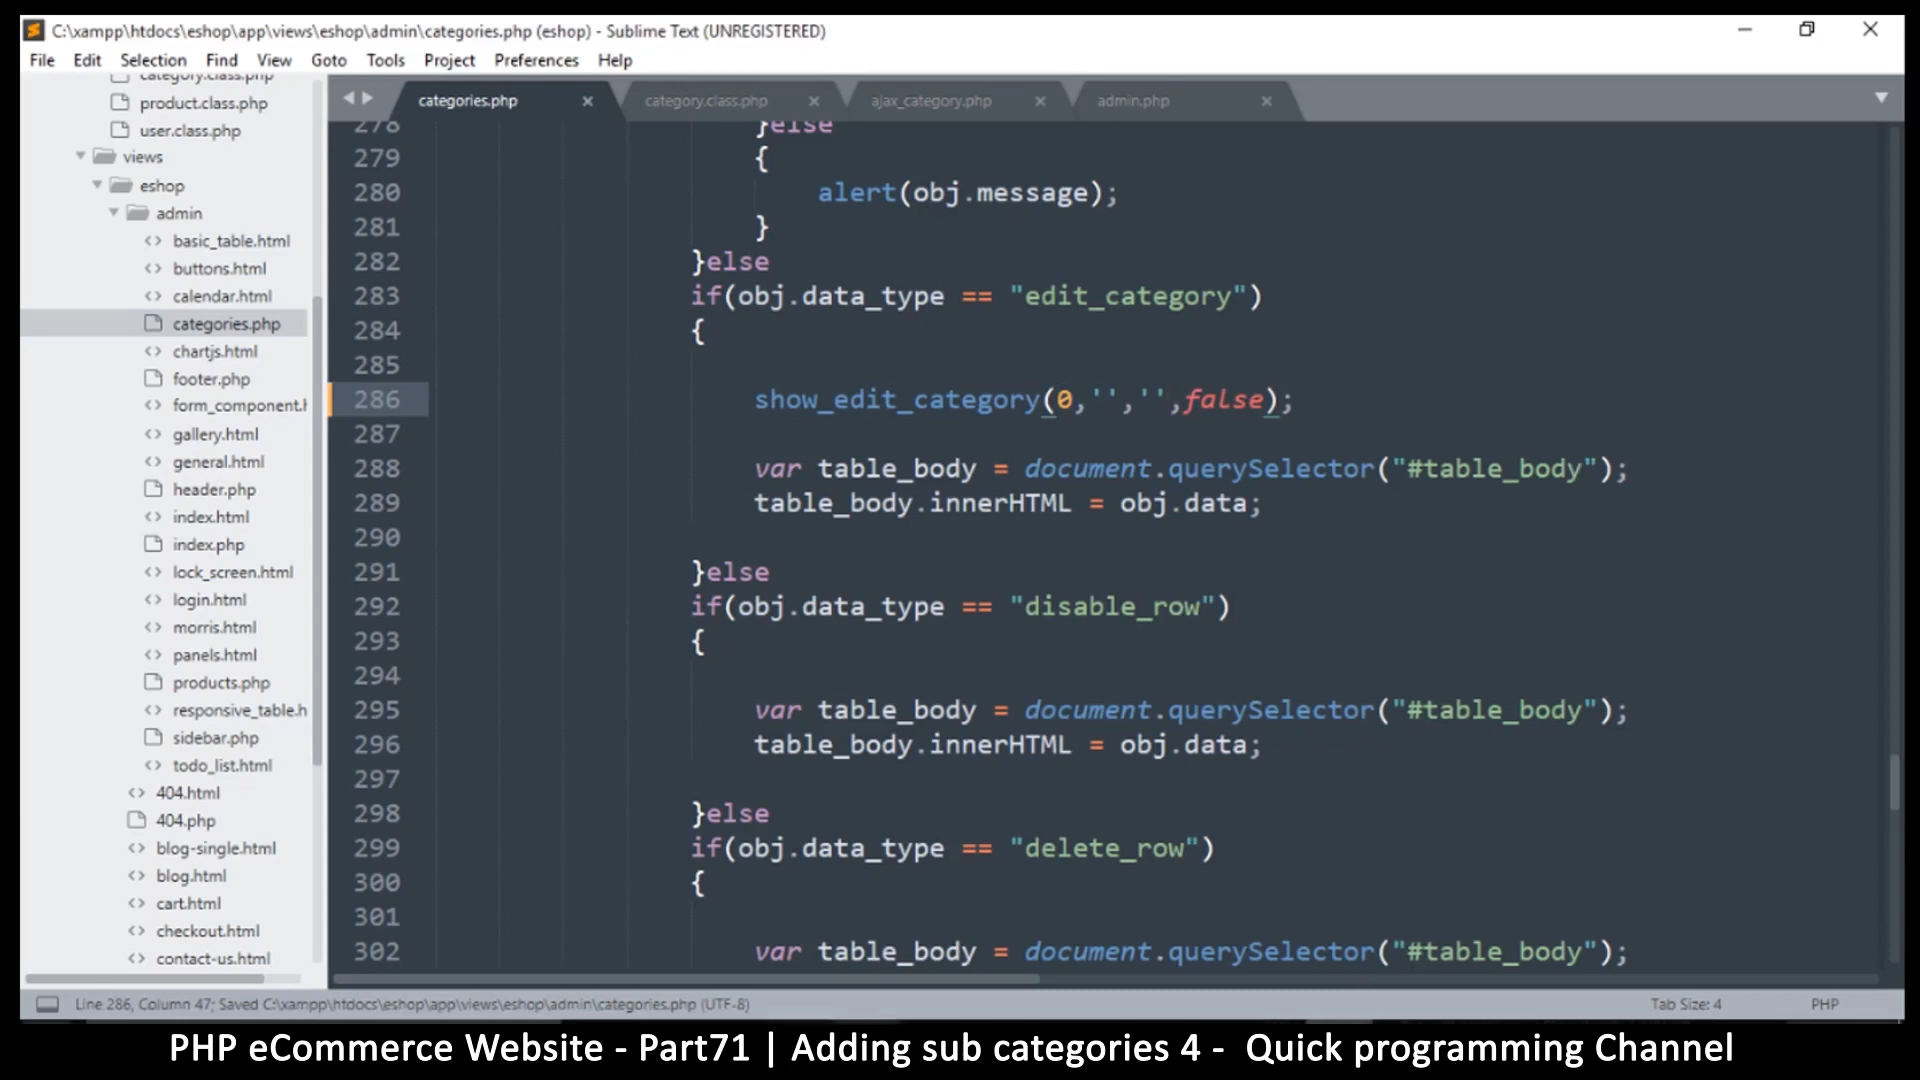 C:\xampp\htdocs\eshop\app\views\eshop\admin\categories.php (eshop) - Sublime Text (UNREGISTERED)
File Edit Selection Find View Goto Tools Project Preferences Help
category.class.php
product.class.php
user.class.php
views
eshop
admin
basic_table.html
buttons.html
calendar.html
categories.php
chartjs.html
footer.php
form_component.h
gallery.html
general.html
header.php
index.html
index.php
lock_screen.html
login.html
morris.html
panels.html
products.php
responsive_table.h
sidebar.php
todo_list.html
404.html
404.php
blog-single.html
blog.html
cart.html
checkout.html
contact-us.html
categories.php category.class.php ajax_category.php admin.php
278 }else
279 {
280 alert(obj.message);
281 }
282 }else
283 if(obj.data_type == "edit_category")
284 {
285
286 show_edit_category(0,'','',false);
287
288 var table_body = document.querySelector("#table_body");
289 table_body.innerHTML = obj.data;
290
291 }else
292 if(obj.data_type == "disable_row")
293 {
294
295 var table_body = document.querySelector("#table_body");
296 table_body.innerHTML = obj.data;
297
298 }else
299 if(obj.data_type == "delete_row")
300 {
301
302 var table_body = document.querySelector("#table_body");
Line 286, Column 47; Saved C:\xampp\htdocs\eshop\app\views\eshop\admin\categories.php (UTF-8) Tab Size: 4 PHP
PHP eCommerce Website - Part71 | Adding sub categories 4 - Quick programming Channel